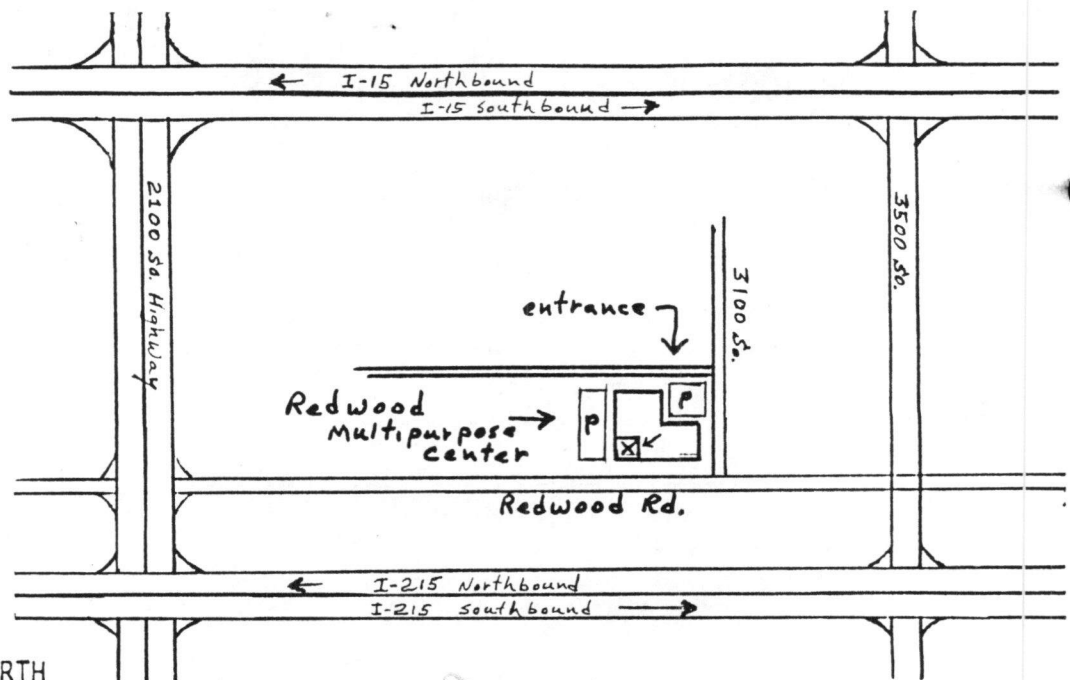 I-15 Northbound
I-15 southbound
2100 So. Highway
3500 So.
3100 So.
entrance
Redwood
Multipurpose
Center
P
P
X
Redwood Rd.
I-215 Northbound
I-215 southbound
RTH